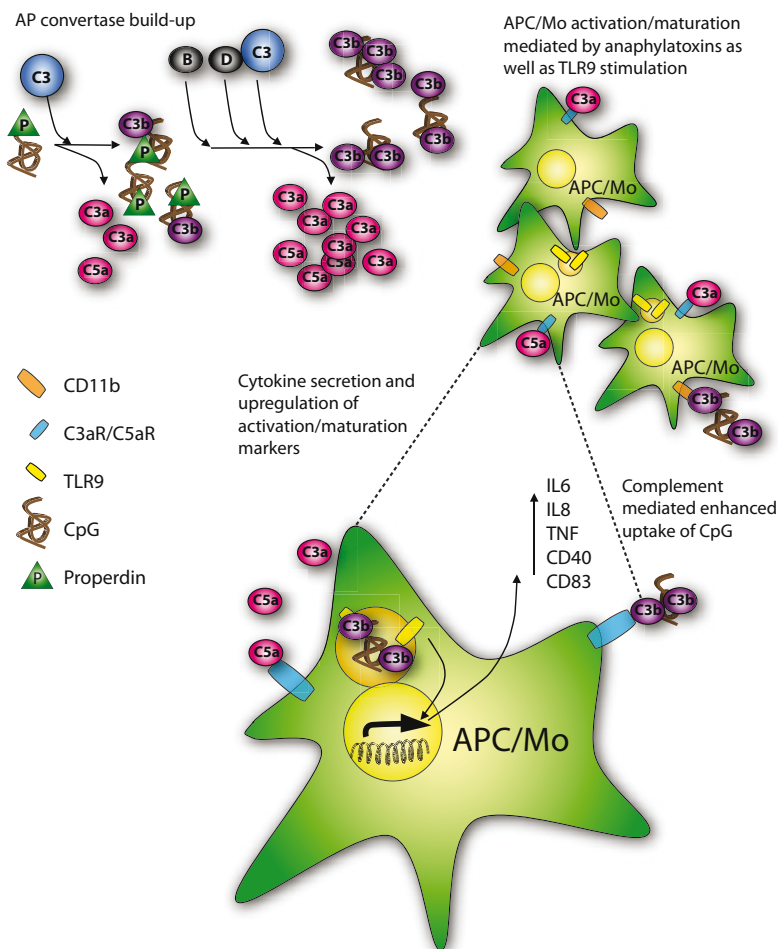 AP convertase build-up
C3
P
C3b
P
P
P
C3b
C3a
C3a
C5a
B
D
C3
C3b
C3b
C3b
C3b
C3b
C3b
C3b
C3a
C3a
C3a
C3a
C3a
C5a
C5a
C5a
C3a
APC/Mo activation/maturation
mediated by anaphylatoxins as
well as TLR9 stimulation
C3a
APC/Mo
APC/Mo
C5a
C3a
APC/Mo
C3b
C3b
CD11b
C3aR/C5aR
TLR9
CpG
P
Properdin
Cytokine secretion and
upregulation of
activation/maturation
markers
IL6
IL8
TNF
CD40
CD83
Complement
mediated enhanced
uptake of CpG
C3a
C5a
C5a
C3b
C3b
C3b
C3b
APC/Mo